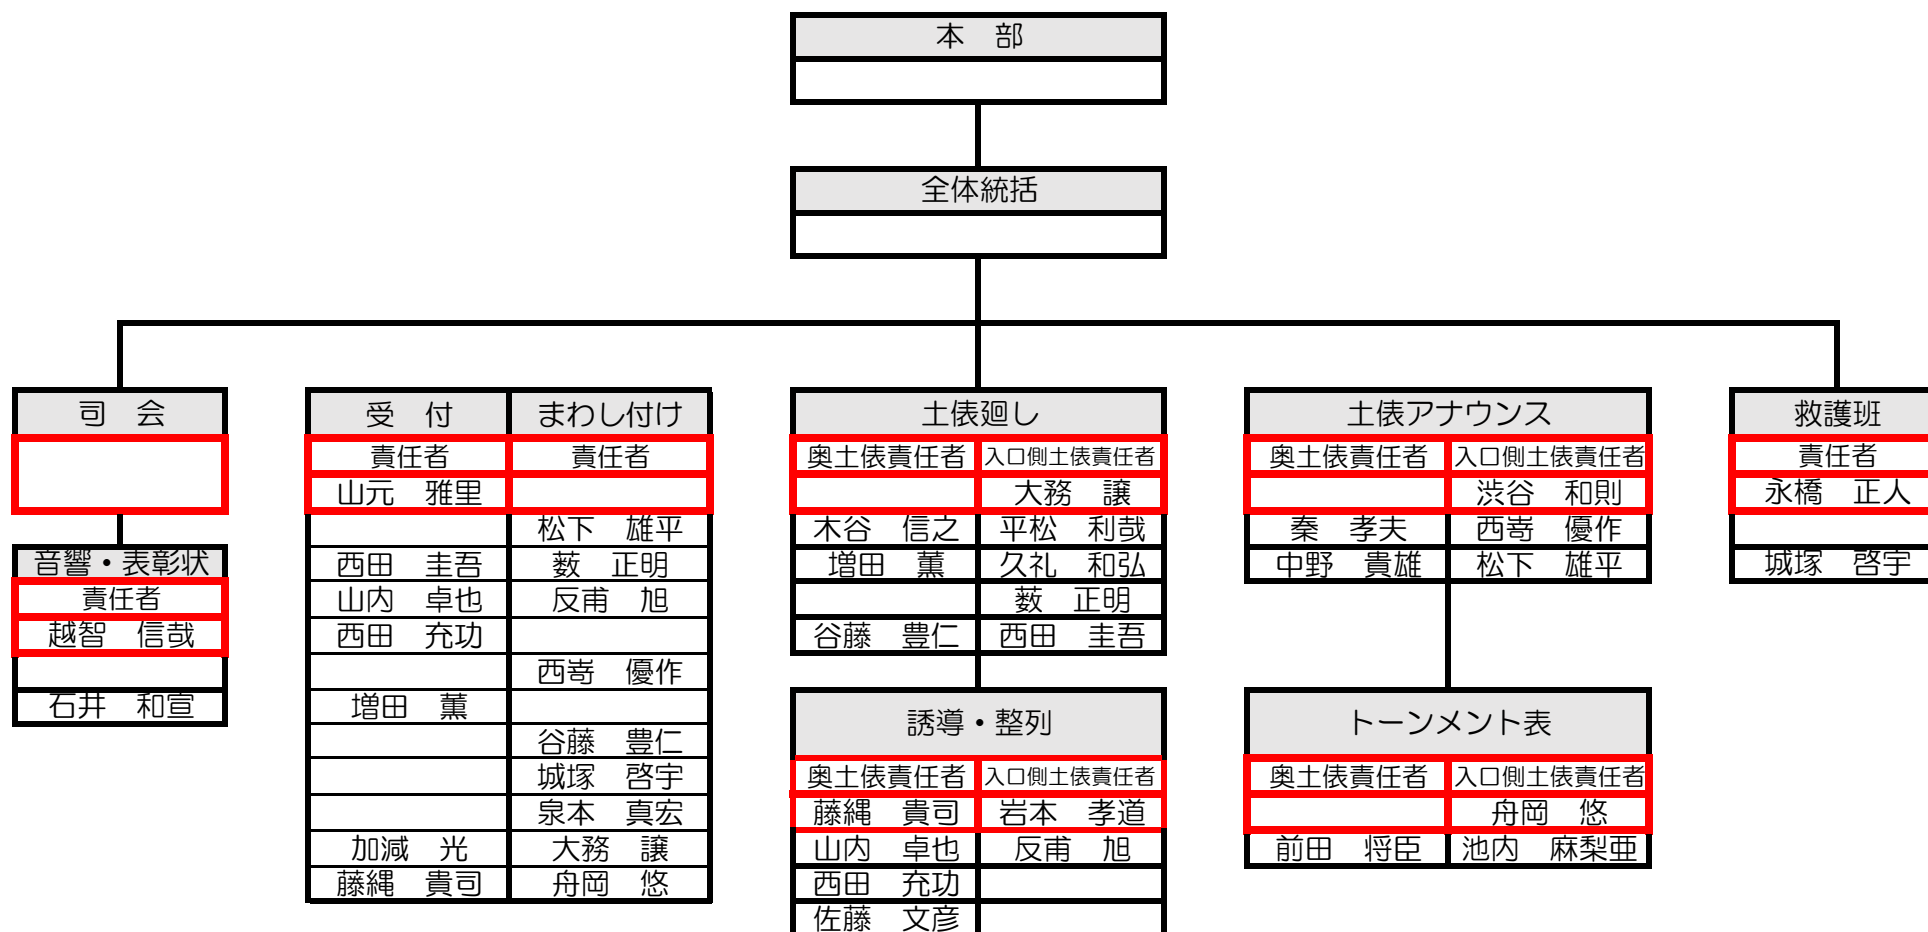 本　部
全体統括
司　会
音響・表彰状
責任者
越智　信哉
石井　和宣
受　付　まわし付け
責任者　責任者
山元　雅里
松下　雄平
西田　圭吾　薮　正明
山内　卓也　反甫　旭
西田　充功
西嵜　優作
増田　薫
谷藤　豊仁
城塚　啓宇
泉本　真宏
加減　光　大務　譲
藤縄　貴司　舟岡　悠
土俵廻し
奥土俵責任者　入口側土俵責任者
大務　譲
木谷　信之　平松　利哉
増田　薫　久礼　和弘
薮　正明
谷藤　豊仁　西田　圭吾
誘導・整列
奥土俵責任者　入口側土俵責任者
藤縄　貴司　岩本　孝道
山内　卓也　反甫　旭
西田　充功
佐藤　文彦
土俵アナウンス
奥土俵責任者　入口側土俵責任者
渋谷　和則
秦　孝夫　西嵜　優作
中野　貴雄　松下　雄平
トーンメント表
奥土俵責任者　入口側土俵責任者
舟岡　悠
前田　将臣　池内　麻梨亜
救護班
責任者
永橋　正人
城塚　啓宇